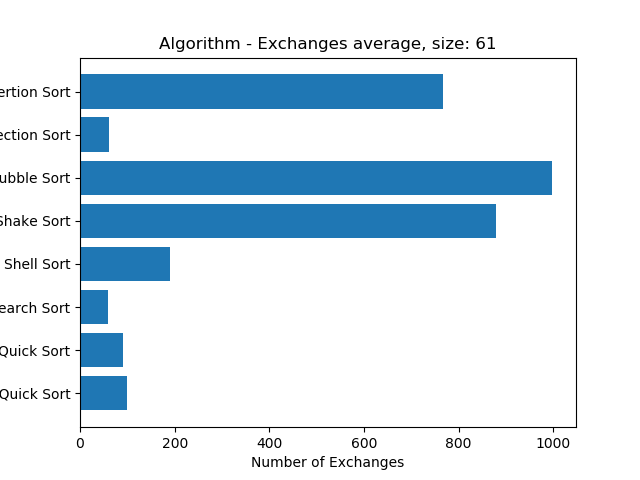 Algorithm - Exchanges average, size: 61
ertion Sort
ection Sort
ubble Sort
Shake Sort
Shell Sort
earch Sort
Quick Sort
Quick Sort
0 200 400 600 800 1000
Number of Exchanges